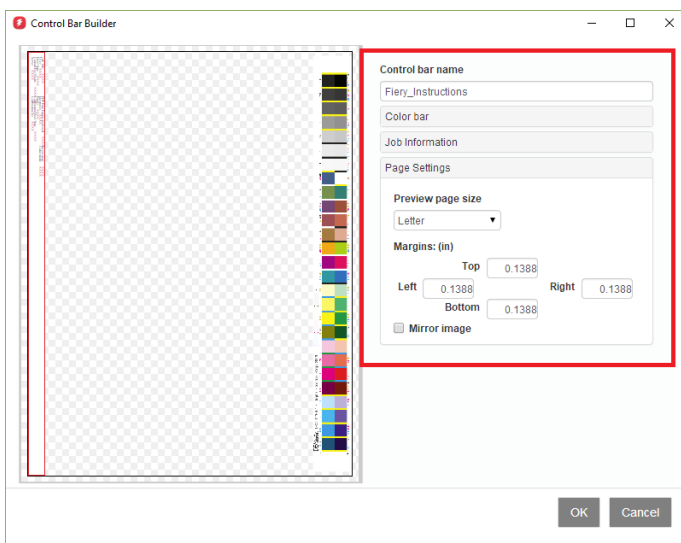 Control Bar Builder
Control bar name
Fiery_Instructions
Color bar
Job Information
Page Settings
Preview page size
Letter
Margins: (in)
Top 0.1388
Left 0.1388 Right 0.1388
Bottom 0.1388
Mirror image
OK Cancel